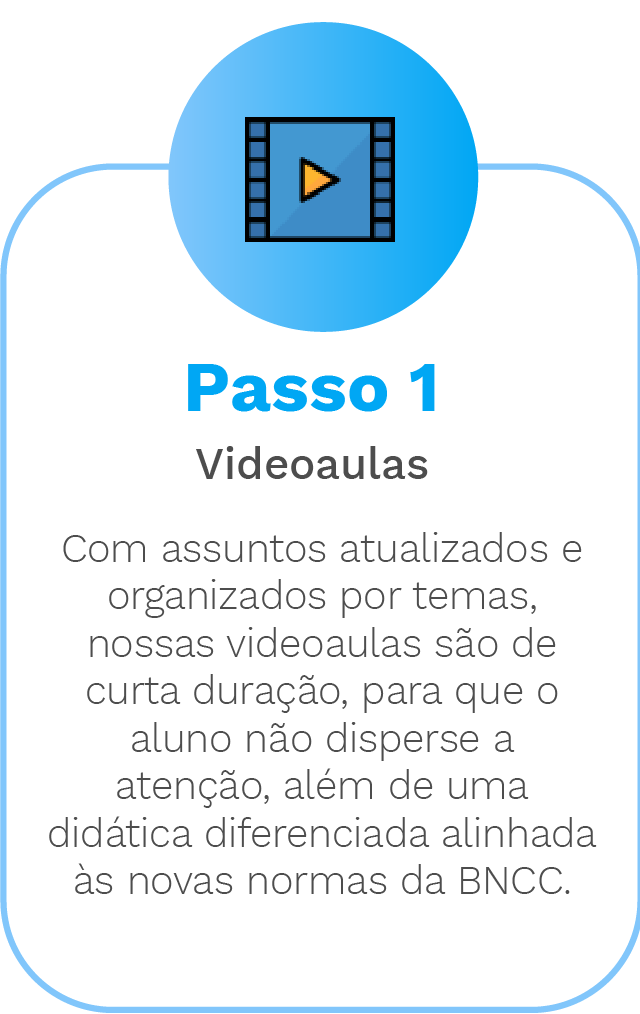 Passo 1
Videoaulas
Com assuntos atualizados e
organizados por temas,
nossas videoaulas são de
curta duração, para que o
aluno não disperse a
atenção, além de uma
didática diferenciada alinhada
às novas normas da BNCC.